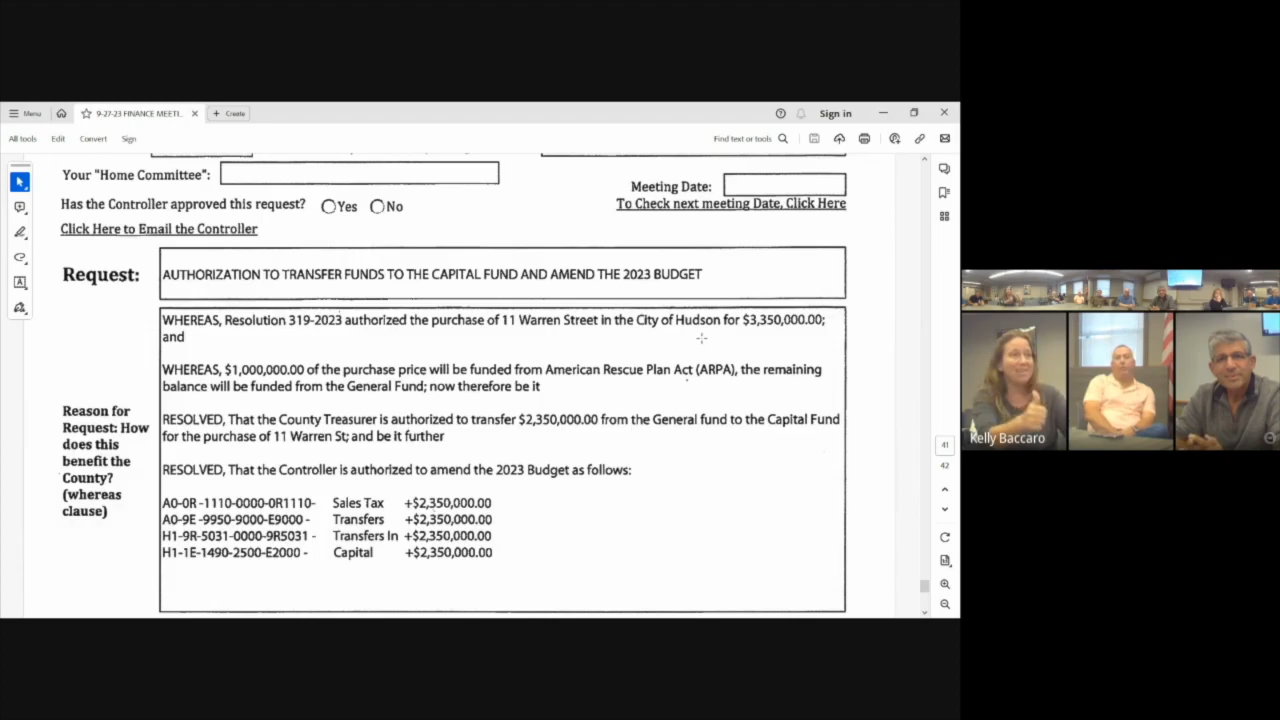 Menu
9-27-23 FINANCE MEETI...
Create
Sign in
All tools
Edit
Convert
Sign
Find text or tools
Your "Home Committee":
Meeting Date:
Has the Controller approved this request?
Yes
No
To Check next meeting Date, Click Here
Click Here to Email the Controller
Request:
AUTHORIZATION TO TRANSFER FUNDS TO THE CAPITAL FUND AND AMEND THE 2023 BUDGET
Reason for
Request: How
does this
benefit the
County?
(whereas
clause)
WHEREAS, Resolution 319-2023 authorized the purchase of 11 Warren Street in the City of Hudson for $3,350,000.00;
and
WHEREAS, $1,000,000.00 of the purchase price will be funded from American Rescue Plan Act (ARPA), the remaining
balance will be funded from the General Fund; now therefore be it
RESOLVED, That the County Treasurer is authorized to transfer $2,350,000.00 from the General fund to the Capital Fund
for the purchase of 11 Warren St; and be it further
RESOLVED, That the Controller is authorized to amend the 2023 Budget as follows:
A0-0R -1110-0000-0R1110- Sales Tax +$2,350,000.00
A0-9E -9950-9000-E9000 - Transfers +$2,350,000.00
H1-9R-5031-0000-9R5031 - Transfers In +$2,350,000.00
H1-1E-1490-2500-E2000 - Capital +$2,350,000.00
41
42
Kelly Baccaro